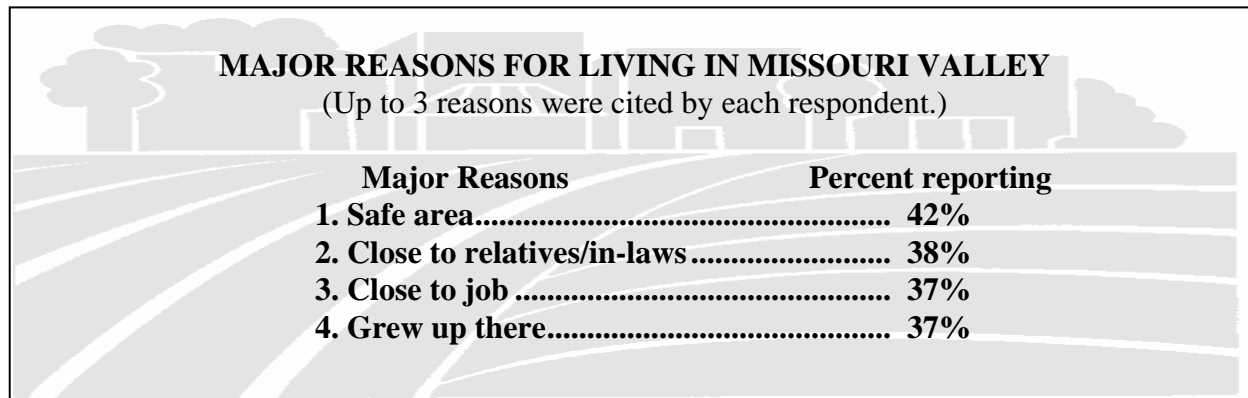 MAJOR REASONS FOR LIVING IN MISSOURI VALLEY
(Up to 3 reasons were cited by each respondent.)
Major Reasons Percent reporting
1. Safe area................................................... 42%
2. Close to relatives/in-laws........................ 38%
3. Close to job .............................................. 37%
4. Grew up there.......................................... 37%